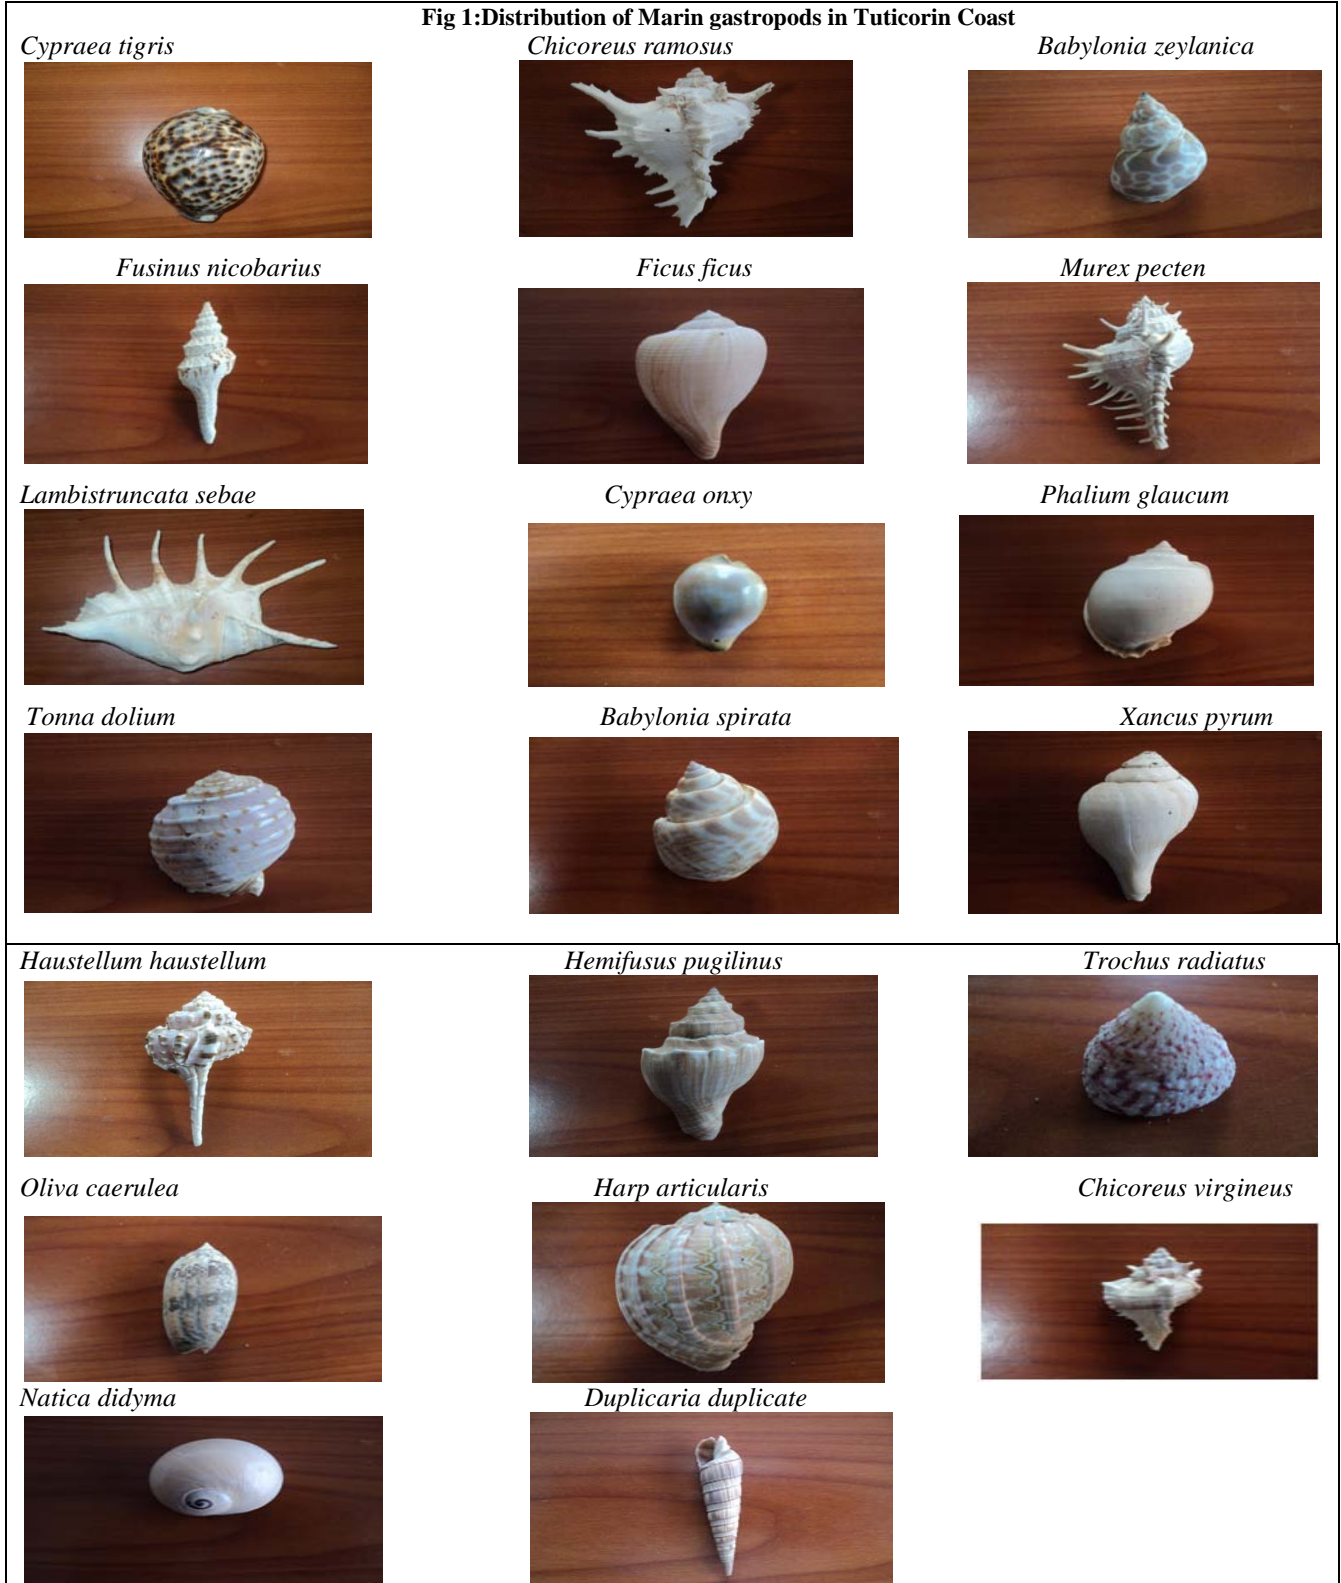 Fig 1:Distribution of Marin gastropods in Tuticorin Coast
Cypraea tigris Chicoreus ramosus Babylonia zeylanica
Fusinus nicobarius Ficus ficus Murex pecten
Lambistruncata sebae Cypraea onxy Phalium glaucum
Tonna dolium Babylonia spirata Xancus pyrum
Haustellum haustellum Hemifusus pugilinus Trochus radiatus
Oliva caerulea Harp articularis Chicoreus virgineus
Natica didyma Duplicaria duplicate